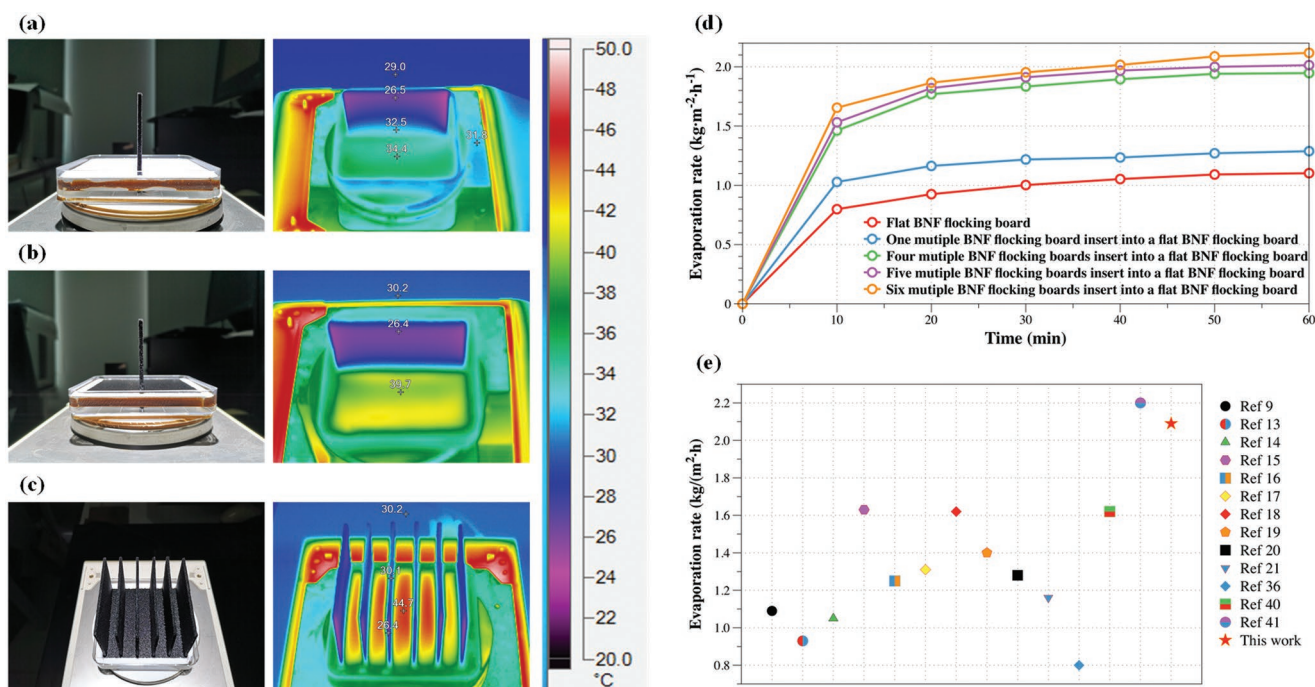 (a)
29.0
26.5
32.5
34.4
(b)
30.2
26.4
39.7
(c)
30.2
30.1
44.7
26.4
50.0
48
46
44
42
40
38
36
34
32
30
28
26
24
22
20.0
°C
(d)
Evaporation rate (kg·m⁻²·h⁻¹)
2.0
1.5
1.0
0.5
0
Flat BNF flocking board
One mutiple BNF flocking board insert into a flat BNF flocking board
Four mutiple BNF flocking boards insert into a flat BNF flocking board
Five mutiple BNF flocking boards insert into a flat BNF flocking board
Six mutiple BNF flocking boards insert into a flat BNF flocking board
0 10 20 30 40 50 60
Time (min)
(e)
Evaporation rate (kg/(m²·h)
2.2
2.0
1.8
1.6
1.4
1.2
1.0
0.8
Ref 9
Ref 13
Ref 14
Ref 15
Ref 16
Ref 17
Ref 18
Ref 19
Ref 20
Ref 21
Ref 36
Ref 40
Ref 41
This work